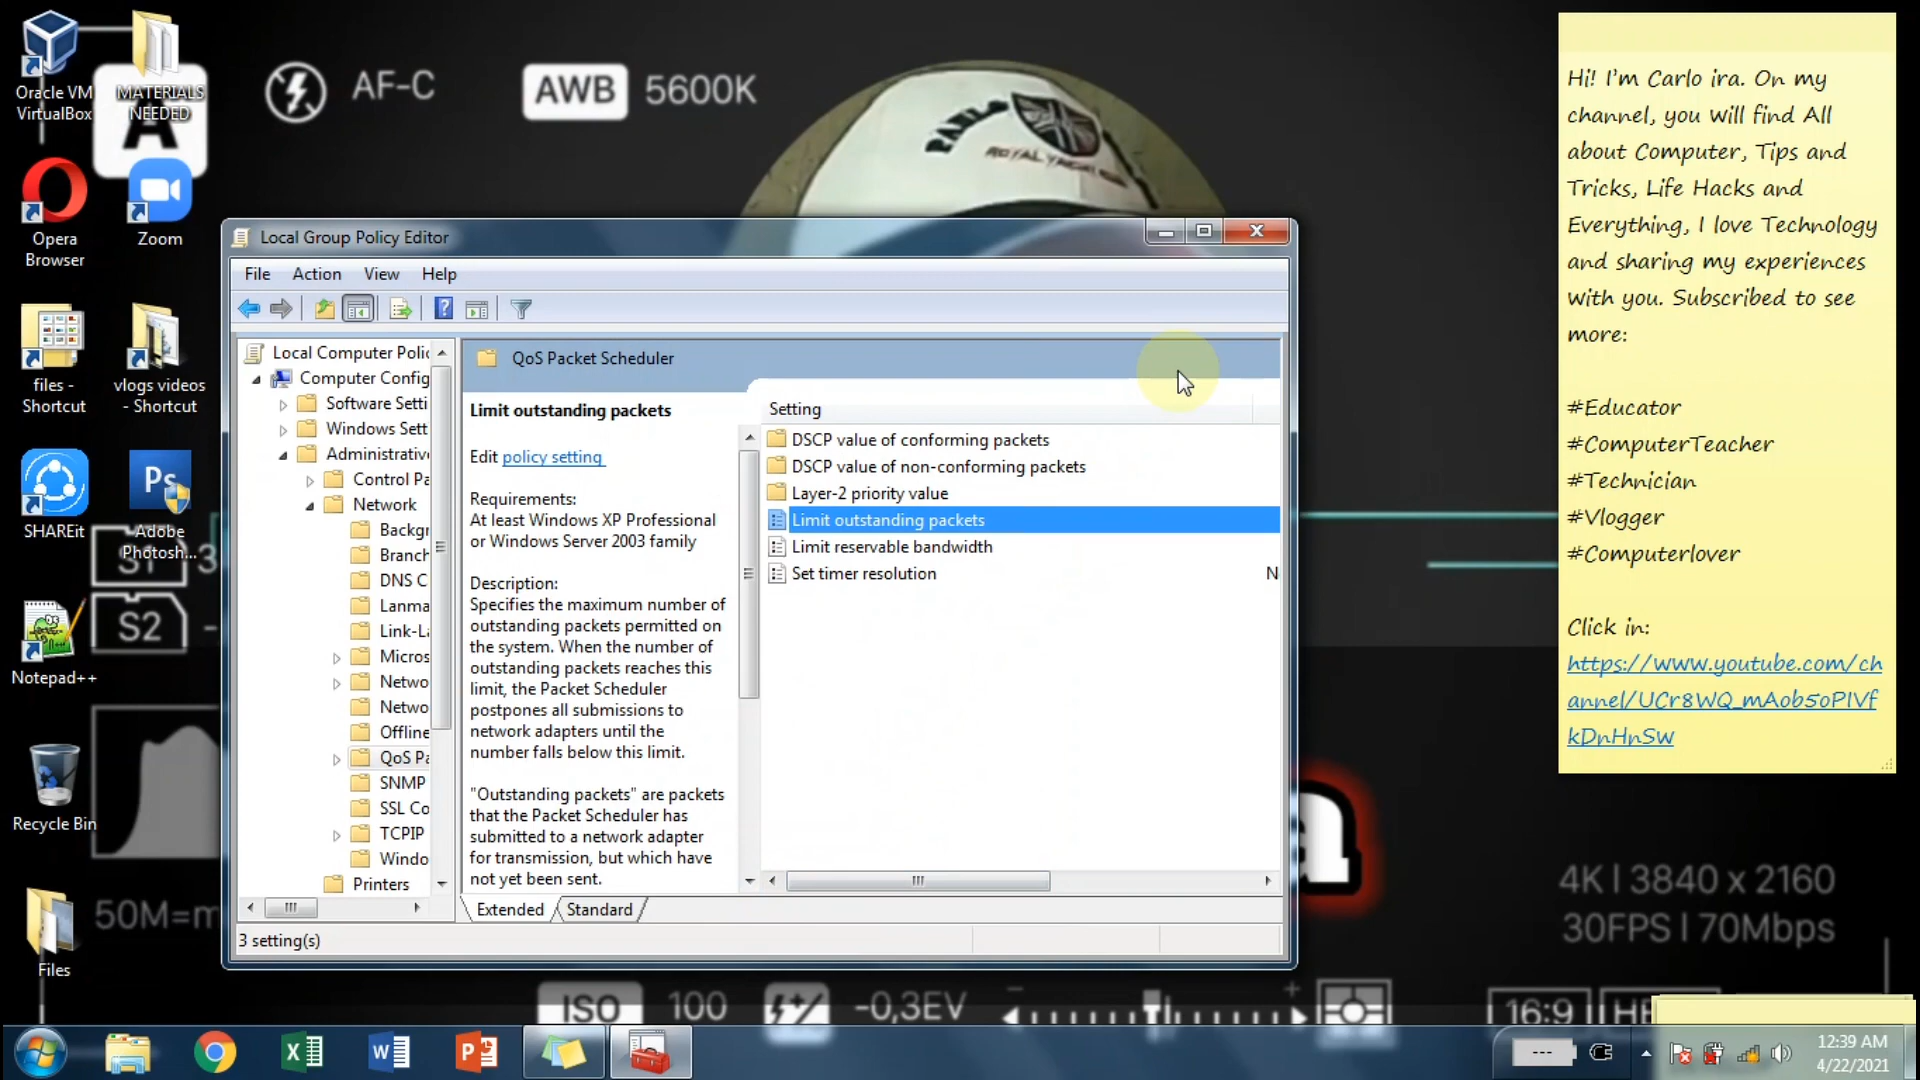 Oracle VM
VirtualBox
MATERIALS
NEEDED
A
AF-C
AWB
5600K
ROYAL YACHT
Opera
Browser
Zoom
files -
Shortcut
vlogs videos
- Shortcut
SHAREit
Ps
Adobe
Photosh...
S1
S2
Notepad++
Recycle Bin
50M=m
Files
Local Group Policy Editor
File
Action
View
Help
Local Computer Polic
Computer Config
Software Setti
Windows Sett
Administrative
Control Pa
Network
Backgr
Branch
DNS C
Lanma
Link-La
Micros
Netwo
Netwo
Offline
QoS Pa
SNMP
SSL Co
TCPIP
Windo
Printers
QoS Packet Scheduler
Limit outstanding packets
Edit policy setting
Requirements:
At least Windows XP Professional
or Windows Server 2003 family
Description:
Specifies the maximum number of
outstanding packets permitted on
the system. When the number of
outstanding packets reaches this
limit, the Packet Scheduler
postpones all submissions to
network adapters until the
number falls below this limit.
"Outstanding packets" are packets
that the Packet Scheduler has
submitted to a network adapter
for transmission, but which have
not yet been sent.
Setting
DSCP value of conforming packets
DSCP value of non-conforming packets
Layer-2 priority value
Limit outstanding packets
Limit reservable bandwidth
Set timer resolution
N
Extended
Standard
3 setting(s)
Hi! I'm Carlo ira. On my
channel, you will find All
about Computer, Tips and
Tricks, Life Hacks and
Everything, I love Technology
and sharing my experiences
with you. Subscribed to see
more:
#Educator
#ComputerTeacher
#Technician
#Vlogger
#Computerlover
Click in:
https://www.youtube.com/ch
annel/UCr8WQ_mAob5oPIVf
kDnHnSw
a
4K | 3840 x 2160
30FPS | 70Mbps
ISO
100
-0,3EV
16:9
HE
---
12:39 AM
4/22/2021